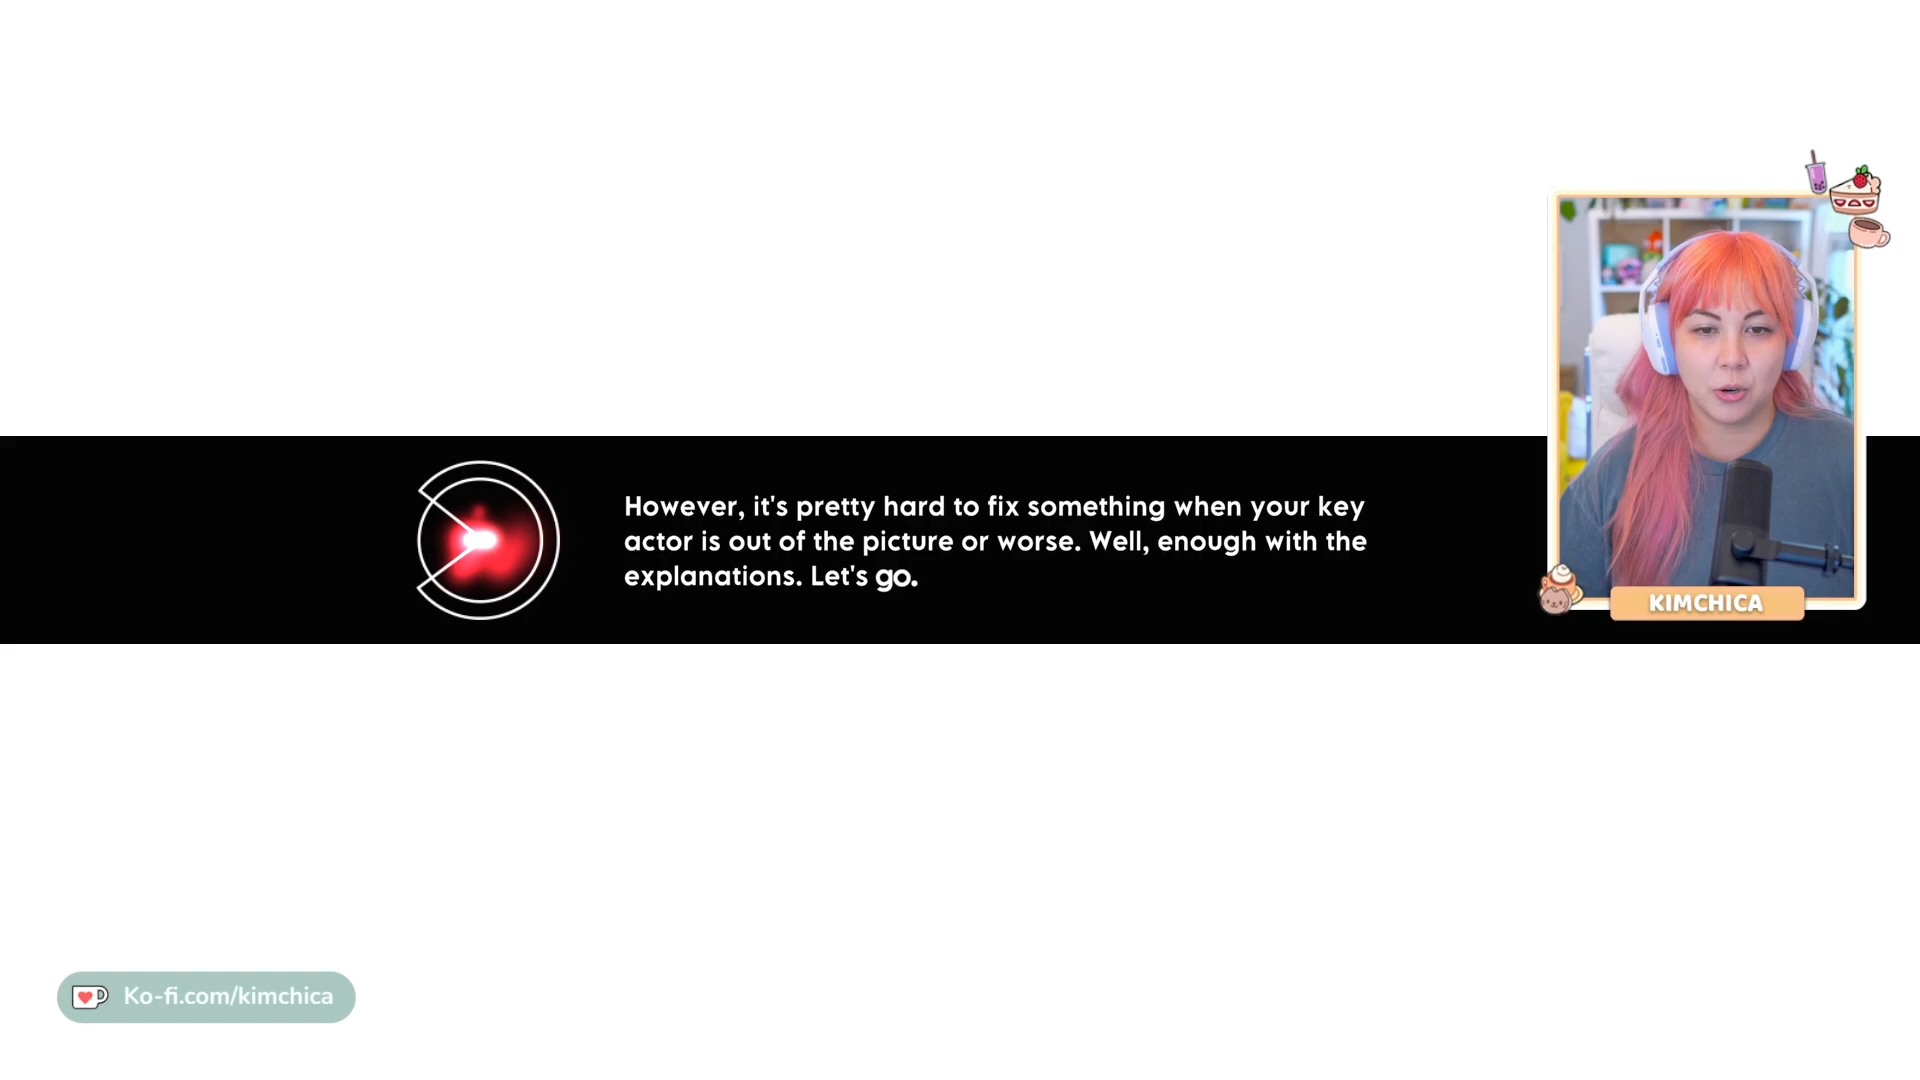 However, it's pretty hard to fix something when your key
actor is out of the picture or worse. Well, enough with the
explanations. Let's go.
KIMCHICA
Ko-fi.com/kimchica